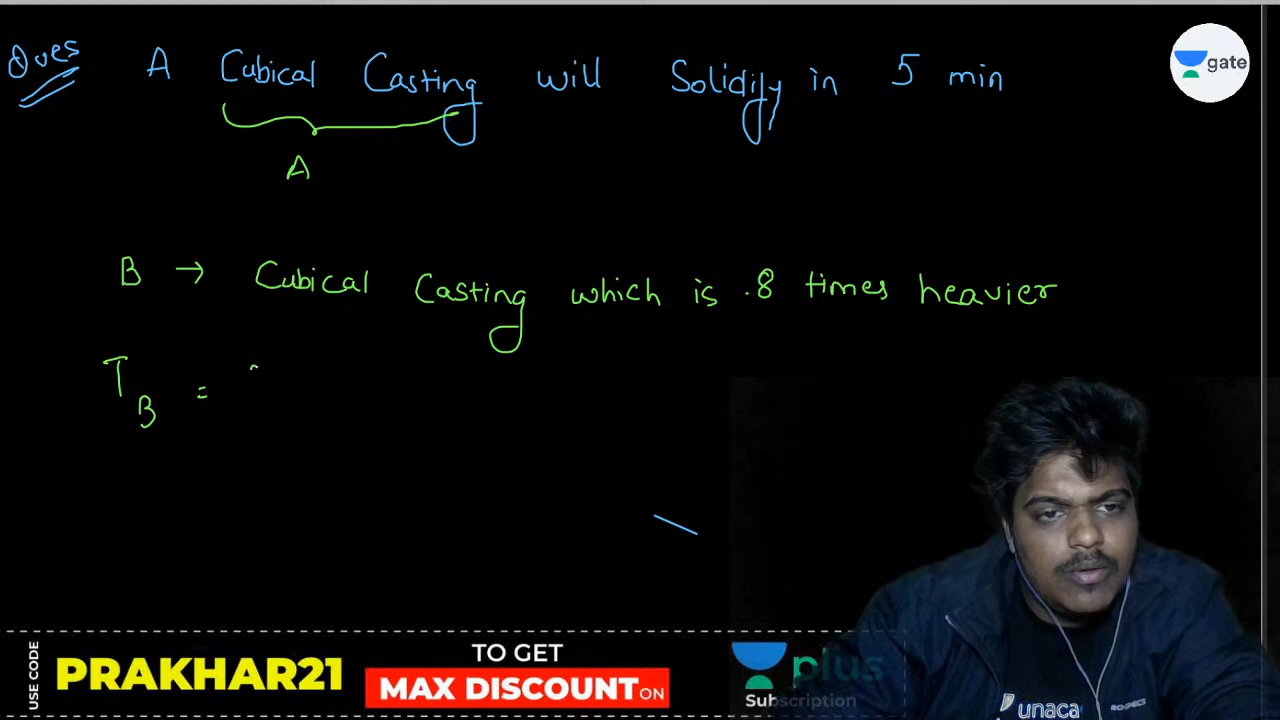 Ques A Cubical Casting will Solidify in 5 min
gate
A
B → Cubical Casting which is .8 times heavier
T_B =
USE CODE
PRAKHAR21
TO GET
MAX DISCOUNT ON
plus
Subscription
unaca